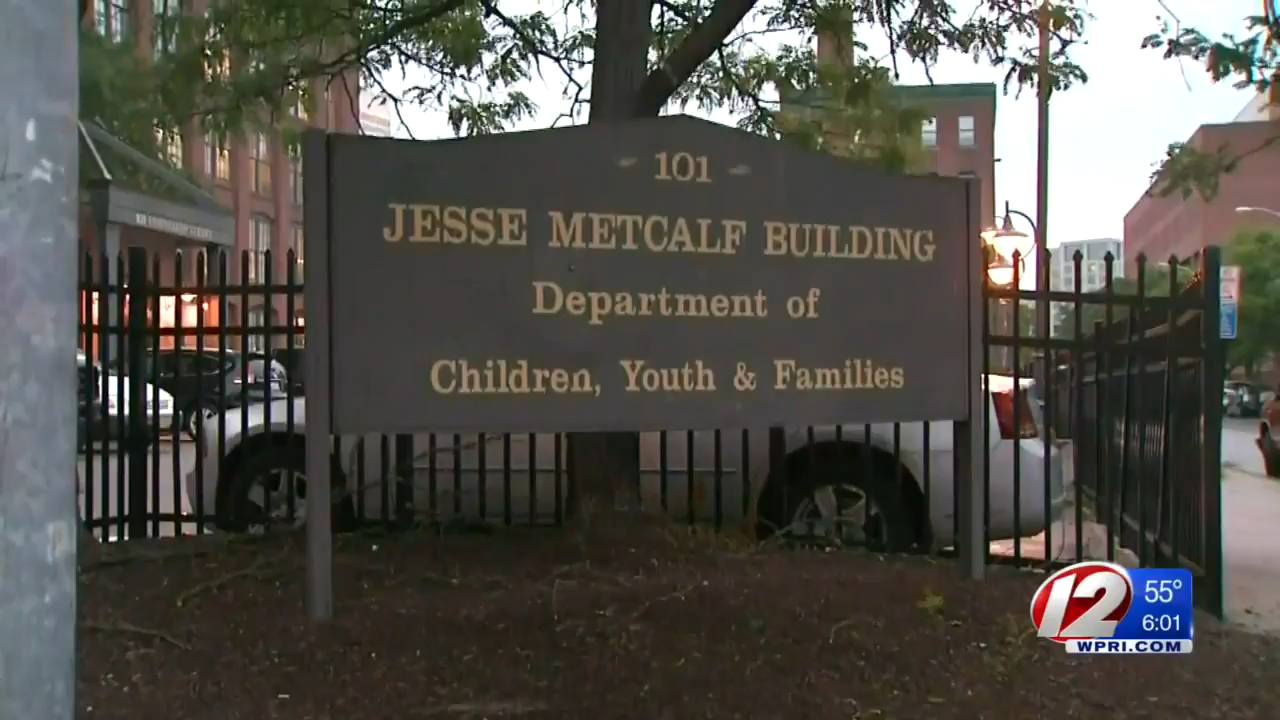 101
JESSE METCALF BUILDING
Department of
Children, Youth & Families
12
55°
6:01
WPRI.COM